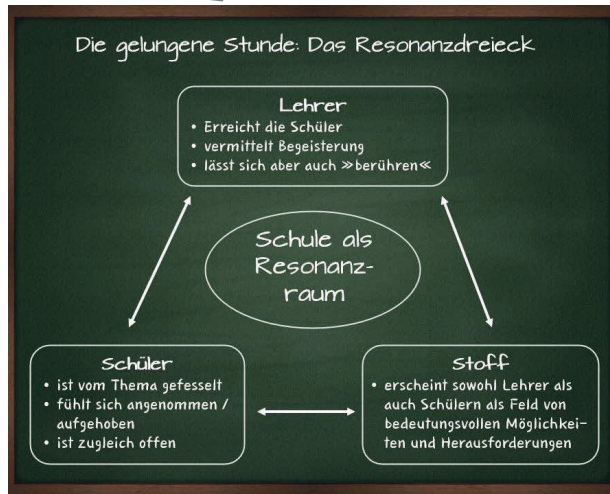 Die gelungene Stunde: Das Resonanzdreieck
Lehrer
• Erreicht die Schüler
• vermittelt Begeisterung
• lässt sich aber auch »berühren«
Schule als
Resonanz-
raum
Schüler
• ist vom Thema gefesselt
• fühlt sich angenommen /
aufgehoben
• ist zugleich offen
Stoff
• erscheint sowohl Lehrer als
auch Schülern als Feld von
bedeutungsvollen Möglichkei-
ten und Herausforderungen